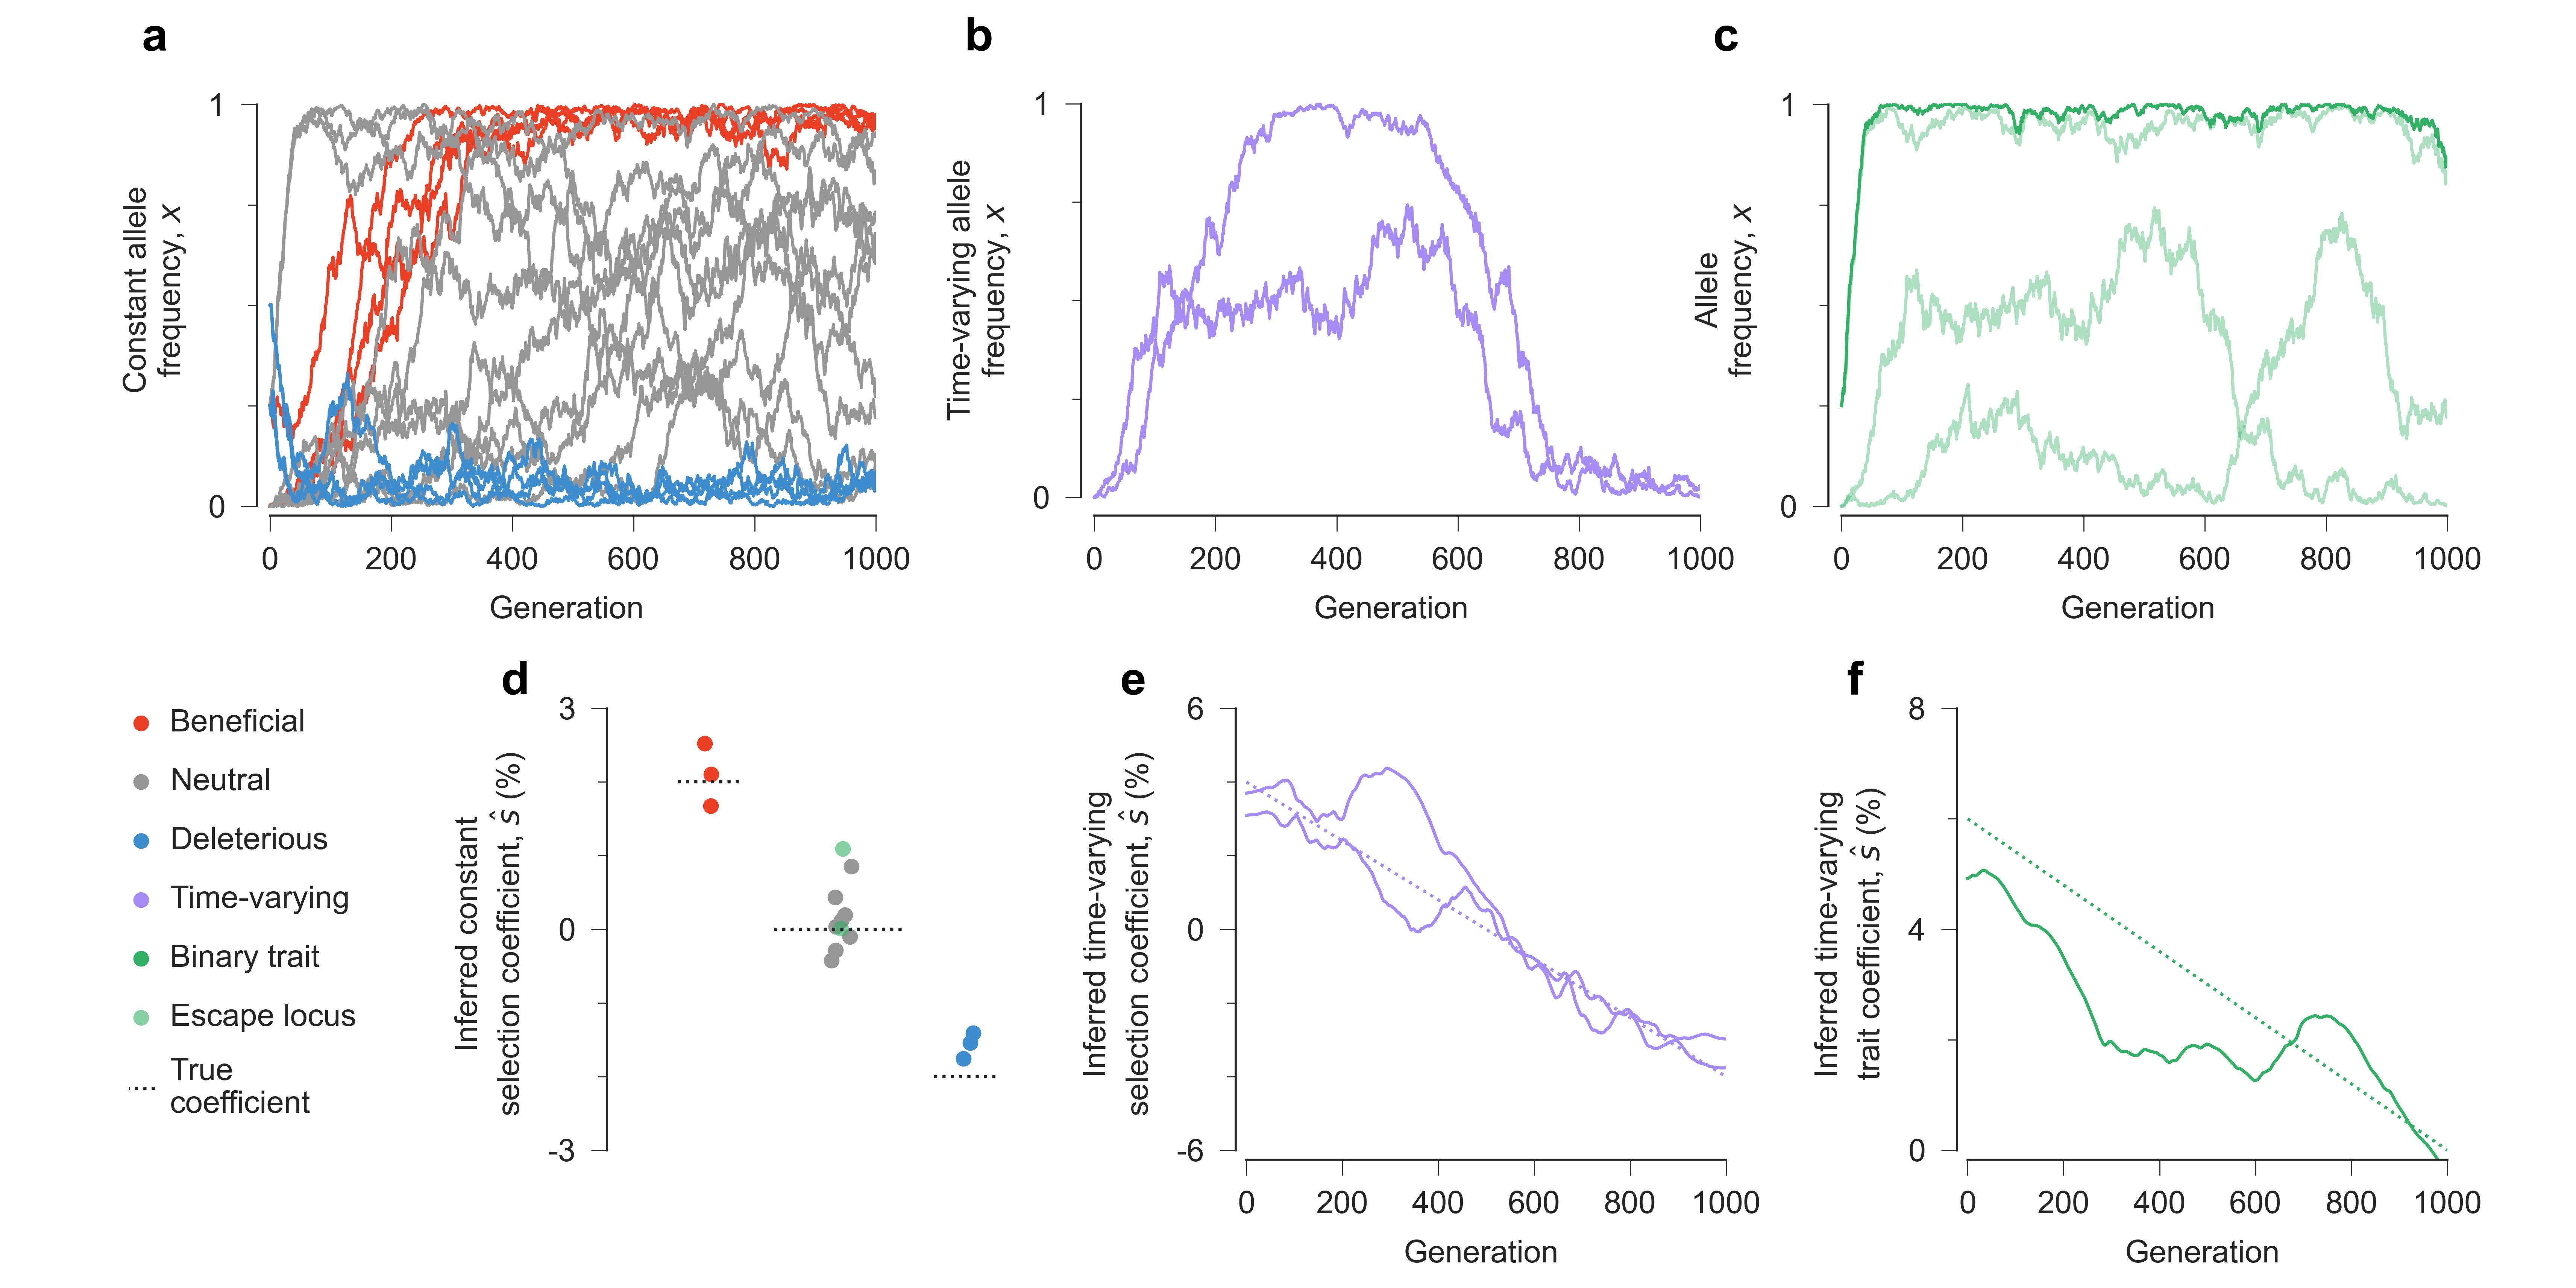 a
b
c
1
0
Constant allele
frequency, x
0 200 400 600 800 1000
Generation
1
0
Time-varying allele
frequency, x
0 200 400 600 800 1000
Generation
1
0
Allele
frequency, x
0 200 400 600 800 1000
Generation
Beneficial
Neutral
Deleterious
Time-varying
Binary trait
Escape locus
True
coefficient
d
3
0
-3
Inferred constant
selection coefficient, ŝ (%)
e
6
0
-6
Inferred time-varying
selection coefficient, ŝ (%)
0 200 400 600 800 1000
Generation
f
8
4
0
Inferred time-varying
trait coefficient, ŝ (%)
0 200 400 600 800 1000
Generation